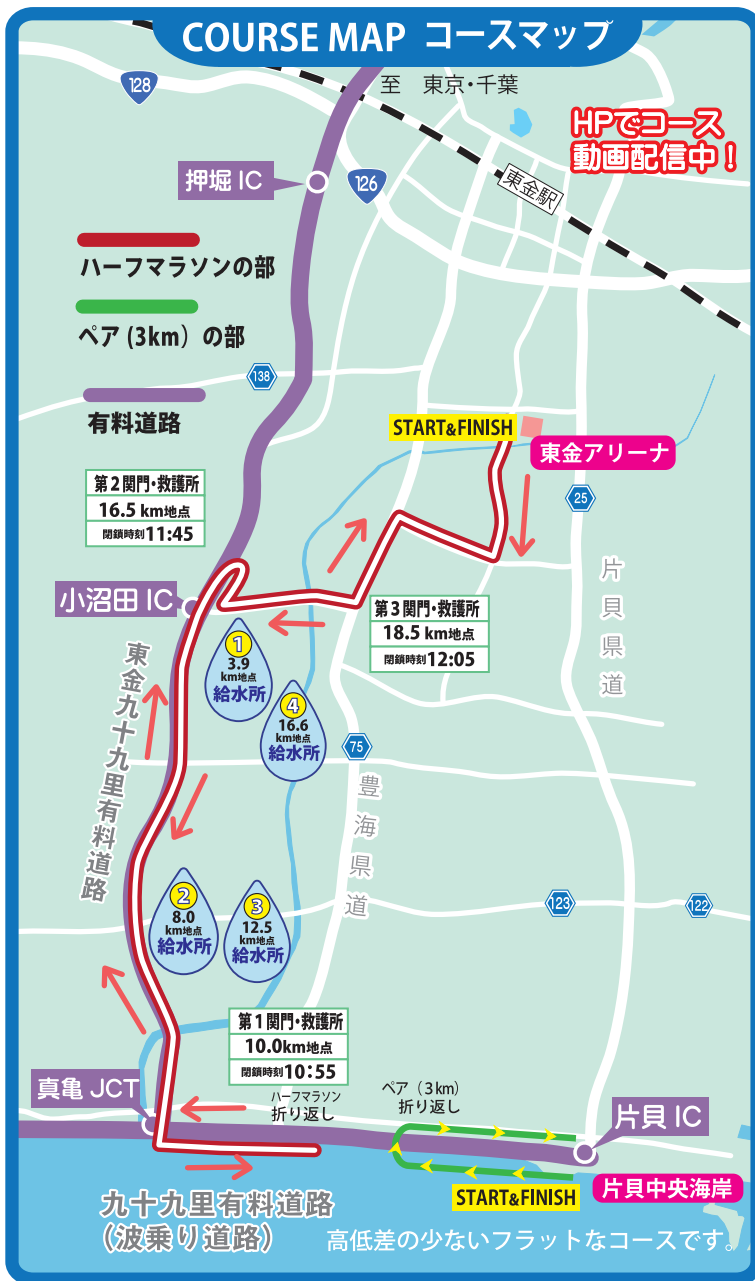 COURSE MAP コースマップ
至 東京・千葉
128
HPでコース
動画配信中！
押堀 IC
126
東金駅
ハーフマラソンの部
ペア (3km) の部
138
有料道路
START&FINISH
東金アリーナ
第2関門・救護所
16.5 km地点
閉鎖時刻11:45
25
片貝県道
小沼田 IC
第3関門・救護所
18.5 km地点
閉鎖時刻12:05
1
3.9
km地点
給水所
4
16.6
km地点
給水所
東金九十九里有料道路
75
豊海県道
2
8.0
km地点
給水所
3
12.5
km地点
給水所
123
122
第1関門・救護所
10.0km地点
閉鎖時刻10:55
真亀 JCT
ハーフマラソン
折り返し
ペア（3km）
折り返し
片貝 IC
片貝中央海岸
START&FINISH
九十九里有料道路
(波乗り道路)
高低差の少ないフラットなコースです。